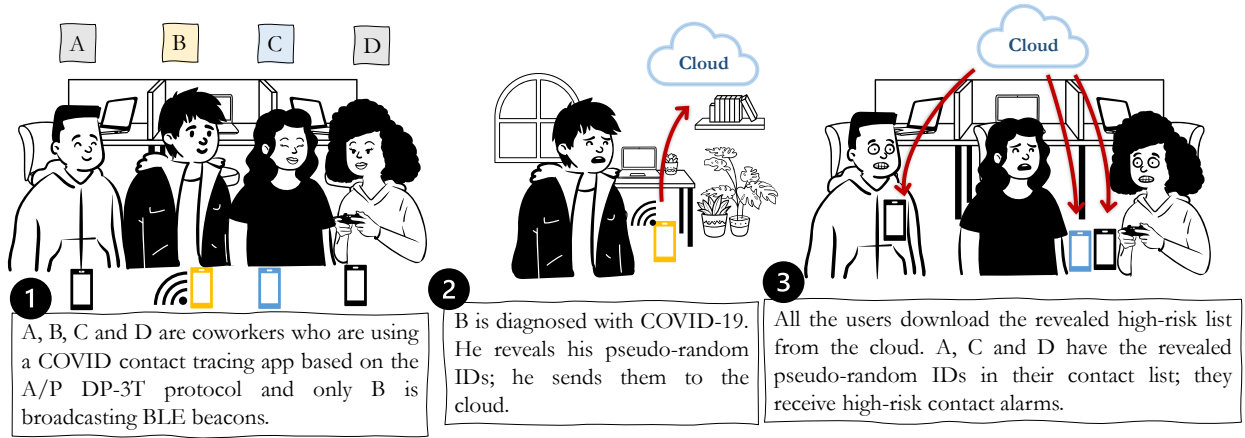 A
B
C
D
1
A, B, C and D are coworkers who are using
a COVID contact tracing app based on the
A/P DP-3T protocol and only B is
broadcasting BLE beacons.
Cloud
2
B is diagnosed with COVID-19.
He reveals his pseudo-random
IDs; he sends them to the
cloud.
Cloud
3
All the users download the revealed high-risk list
from the cloud. A, C and D have the revealed
pseudo-random IDs in their contact list; they
receive high-risk contact alarms.